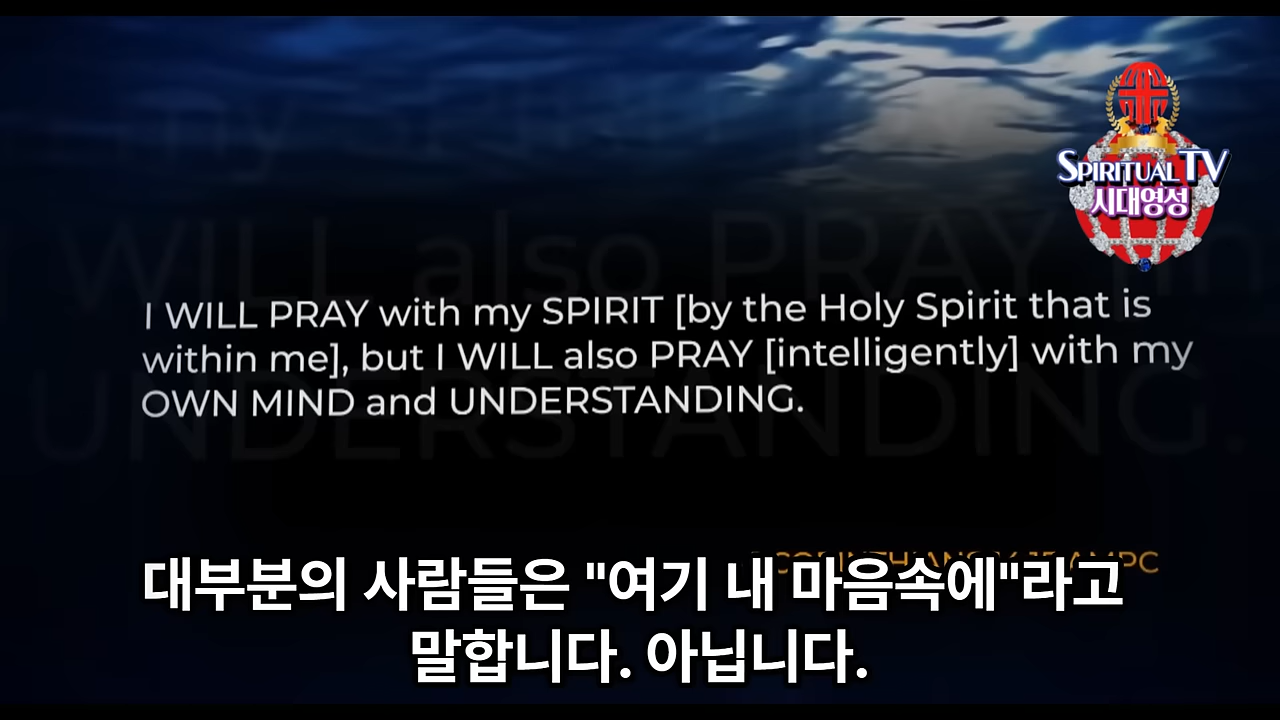 SPIRITUAL TV
시대영성
I WILL PRAY with my SPIRIT [by the Holy Spirit that is
within me], but I WILL also PRAY [intelligently] with my
OWN MIND and UNDERSTANDING.
AMPC
대부분의 사람들은 "여기 내 마음속에"라고
말합니다. 아닙니다.